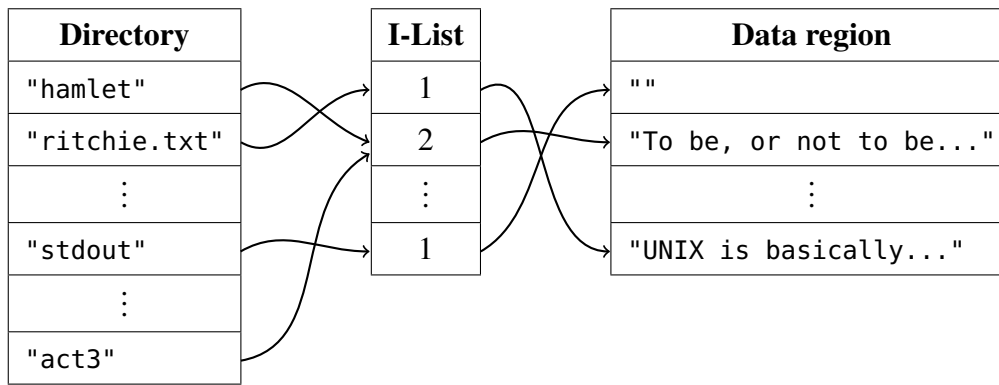 Directory I-List Data region
"hamlet" 1 ""
"ritchie.txt" 2 "To be, or not to be..."
⋮ ⋮ ⋮
"stdout" 1 "UNIX is basically..."
⋮
"act3"